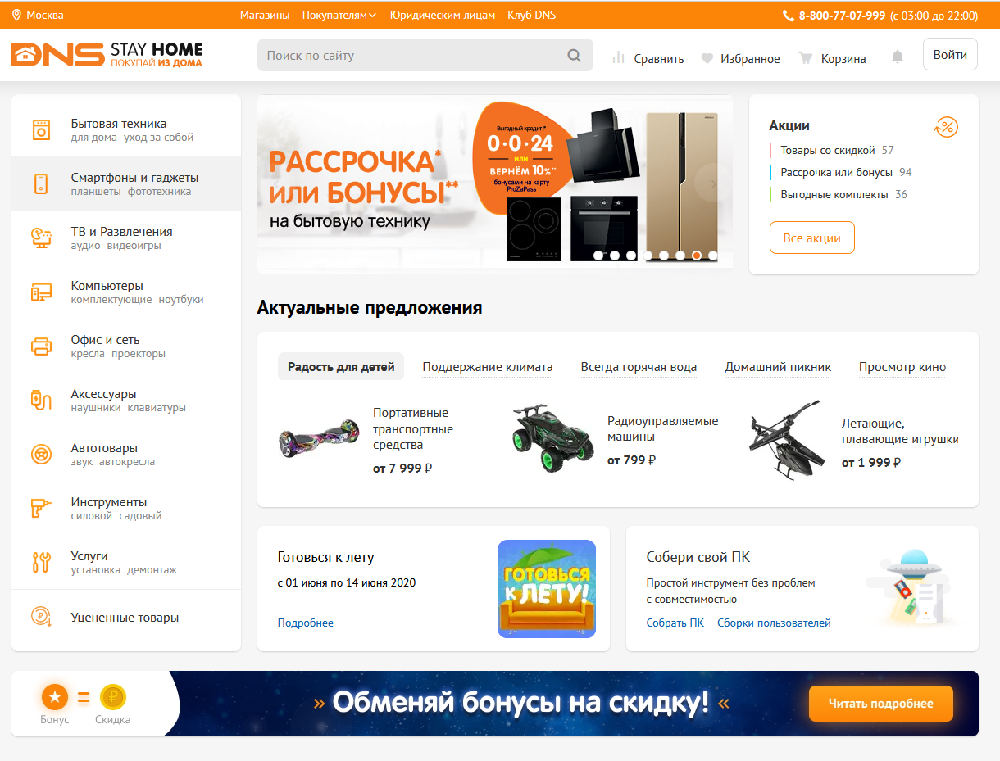 Москва
Магазины Покупателям Юридическим лицам Клуб DNS
8-800-77-07-999 (с 03:00 до 22:00)
DNS STAY HOME
ПОКУПАЙ ИЗ ДОМА
Поиск по сайту
Сравнить Избранное Корзина
Войти
Бытовая техника
для дома уход за собой
Смартфоны и гаджеты
планшеты фототехника
ТВ и Развлечения
аудио видеоигры
Компьютеры
комплектующие ноутбуки
Офис и сеть
кресла проекторы
Аксессуары
наушники клавиатуры
Автотовары
звук автокресла
Инструменты
силовой садовый
Услуги
установка демонтаж
Уцененные товары
РАССРОЧКА*
ИЛИ БОНУСЫ**
на бытовую технику
Выгодный кредит!*
0·0·24
ИЛИ
ВЕРНЁМ 10%**
бонусами на карту
ProZaPass
Акции
Товары со скидкой 57
Рассрочка или бонусы 94
Выгодные комплекты 36
Все акции
Актуальные предложения
Радость для детей Поддержание климата Всегда горячая вода Домашний пикник Просмотр кино
Портативные
транспортные
средства
от 7 999 ₽
Радиоуправляемые
машины
от 799 ₽
Летающие,
плавающие игрушки
от 1 999 ₽
Готовься к лету
с 01 июня по 14 июня 2020
Подробнее
ГОТОВЬСЯ
К ЛЕТУ!
Собери свой ПК
Простой инструмент без проблем
с совместимостью
Собрать ПК Сборки пользователей
Бонус = Скидка
» Обменяй бонусы на скидку! «
Читать подробнее